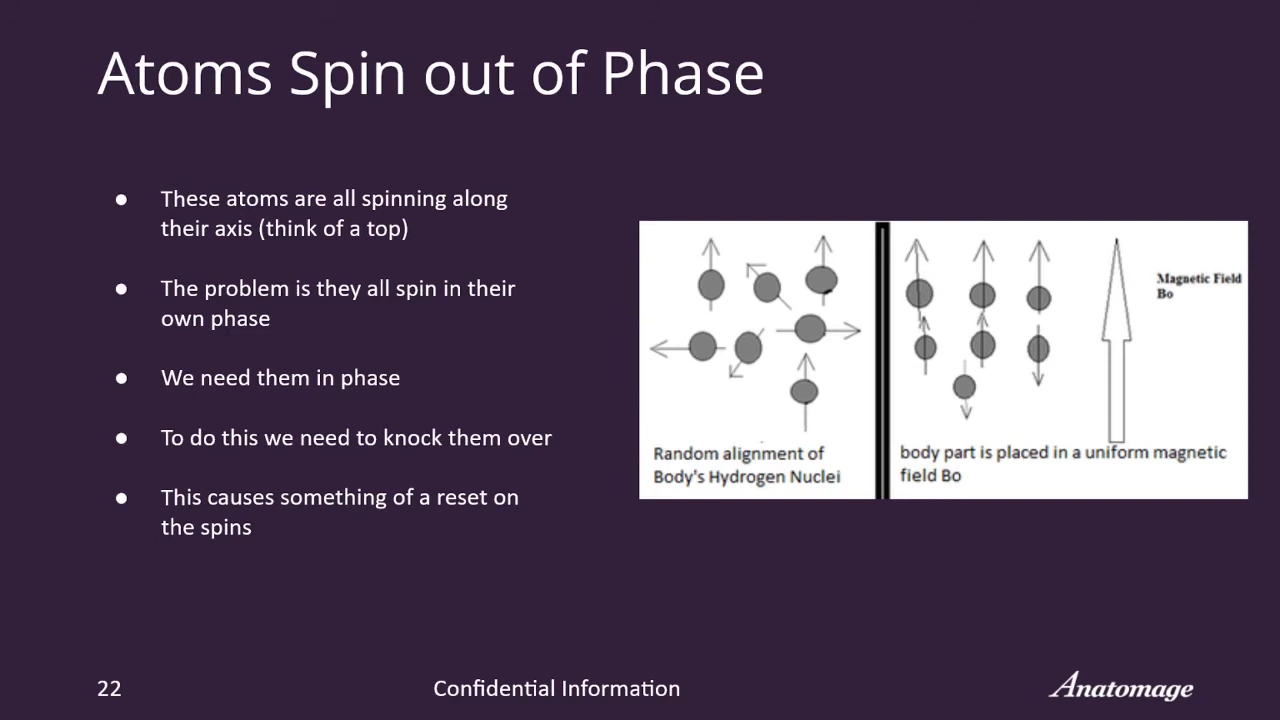 Atoms Spin out of Phase
● These atoms are all spinning along
their axis (think of a top)
● The problem is they all spin in their
own phase
● We need them in phase
● To do this we need to knock them over
● This causes something of a reset on
the spins
Random alignment of
Body's Hydrogen Nuclei
Magnetic Field
Bo
body part is placed in a uniform magnetic
field Bo
22
Confidential Information
Anatomage